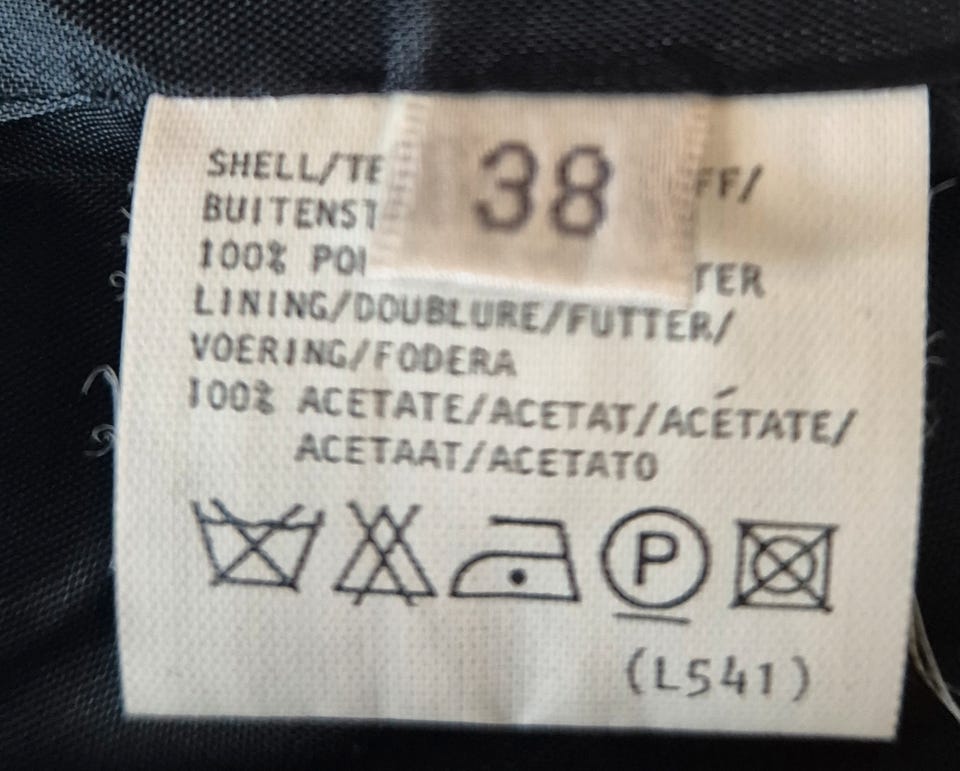 38
SHELL/TE FF/
BUITENST
100% POL TER
LINING/DOUBLURE/FUTTER/
VOERING/FODERA
100% ACETATE/ACETAT/ACÉTATE/
ACETAAT/ACETATO
P
(L541)